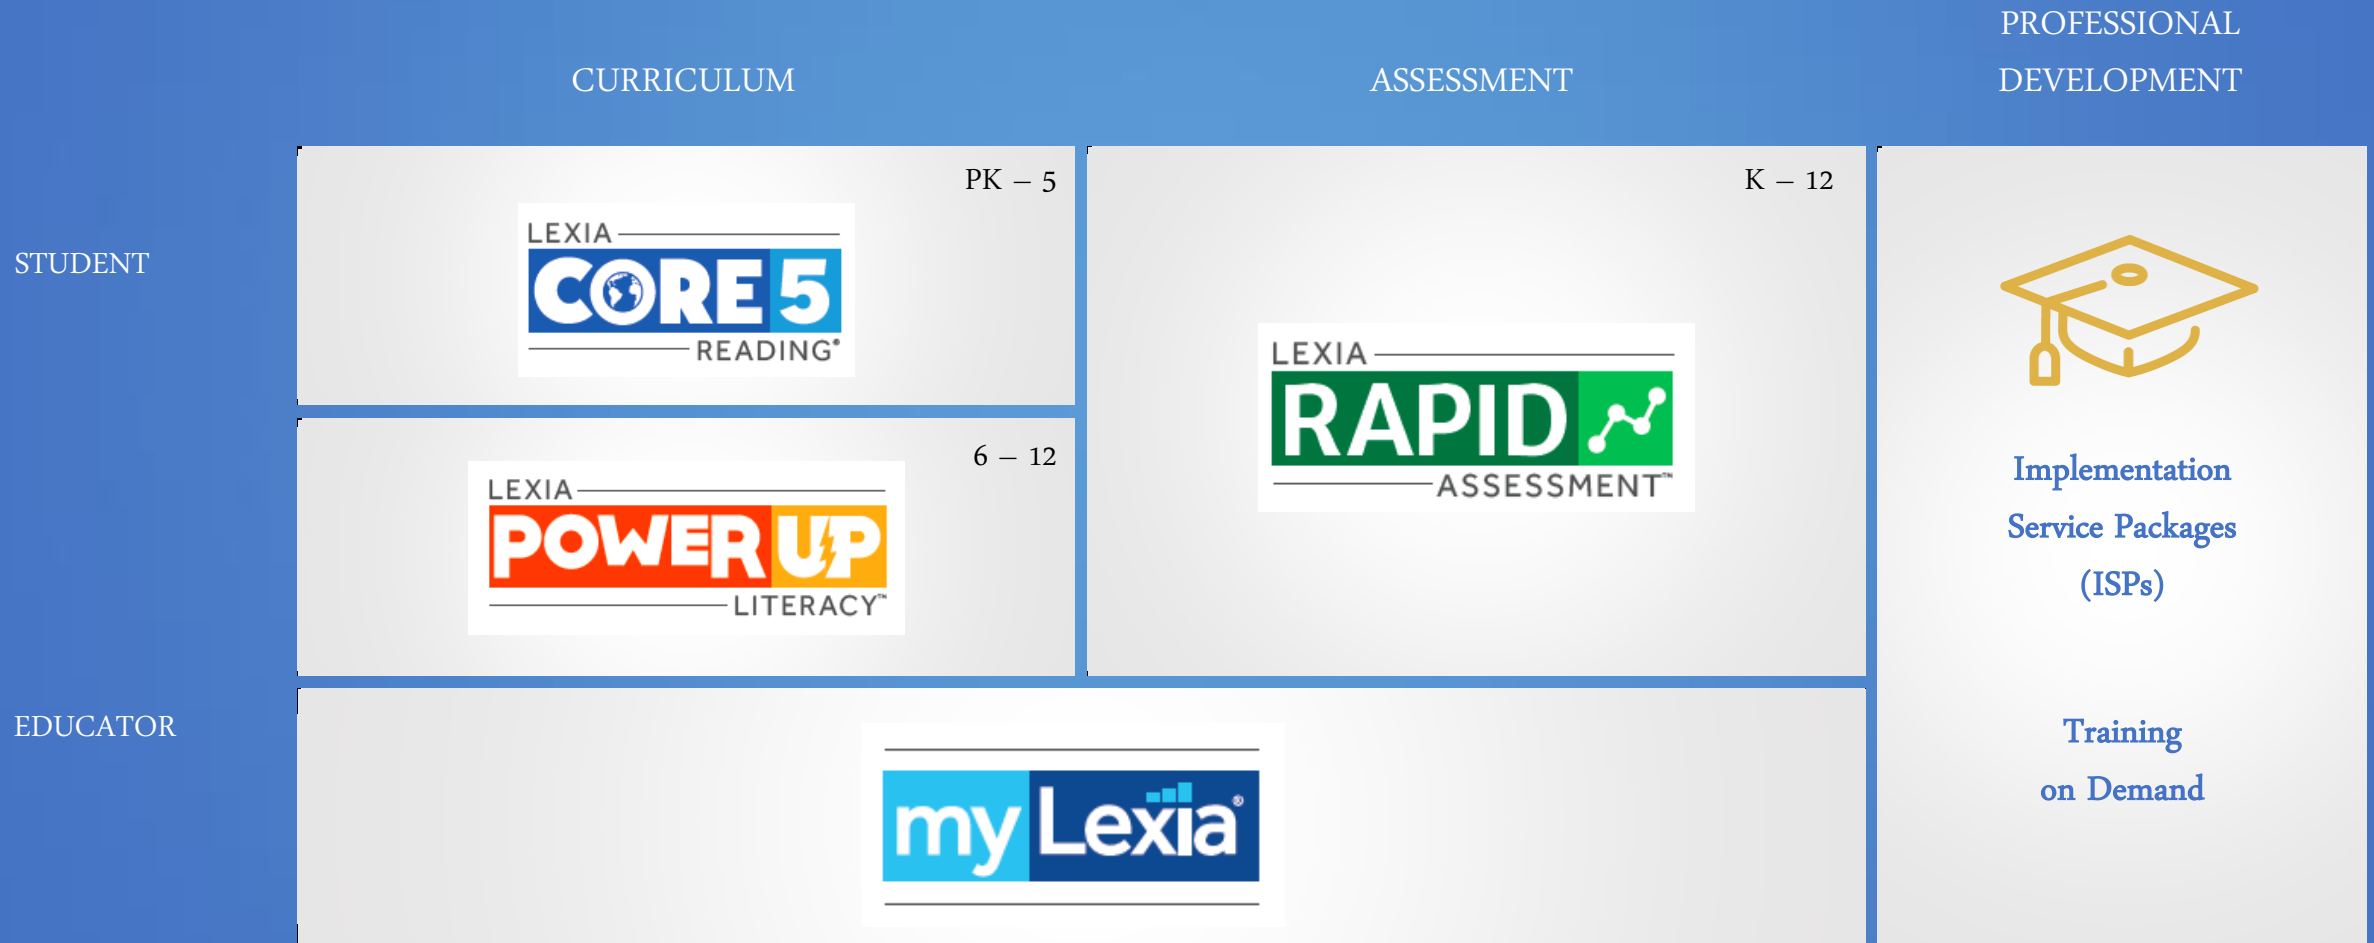 PROFESSIONAL
DEVELOPMENT
CURRICULUM
ASSESSMENT
STUDENT
PK – 5
LEXIA
CORE5
READING®
6 – 12
LEXIA
POWERUP
LITERACY™
K – 12
LEXIA
RAPID
ASSESSMENT™
Implementation
Service Packages
(ISPs)
Training
on Demand
EDUCATOR
myLexia®